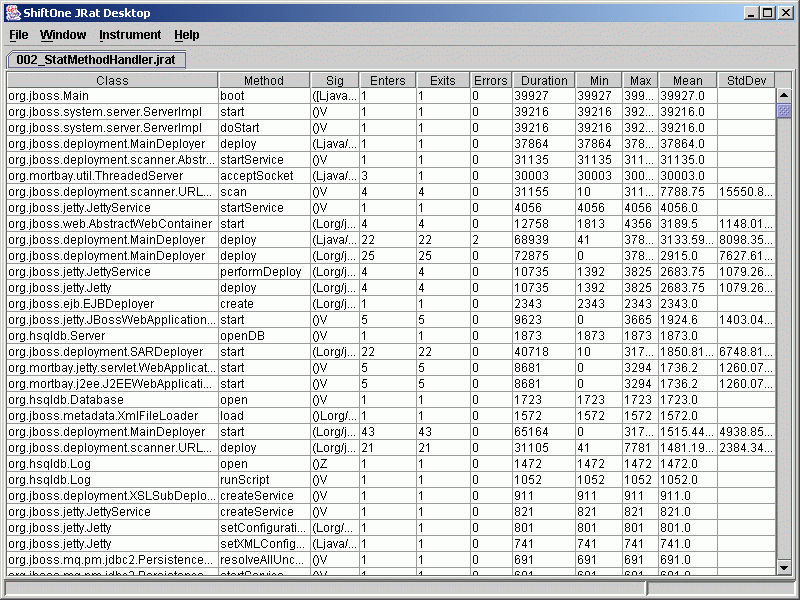 ShiftOne JRat Desktop
File Window Instrument Help
002_StatMethodHandler.jrat
Class Method Sig Enters Exits Errors Duration Min Max Mean StdDev
org.jboss.Main boot ([Ljava... 1 1 0 39927 39927 399... 39927.0
org.jboss.system.server.ServerImpl start ()V 1 1 0 39216 39216 392... 39216.0
org.jboss.system.server.ServerImpl doStart ()V 1 1 0 39216 39216 392... 39216.0
org.jboss.deployment.MainDeployer deploy (Ljava/... 1 1 0 37864 37864 378... 37864.0
org.jboss.deployment.scanner.Abstr... startService ()V 1 1 0 31135 31135 311... 31135.0
org.mortbay.util.ThreadedServer acceptSocket (Ljava/... 3 1 0 30003 30003 300... 30003.0
org.jboss.deployment.scanner.URL... scan ()V 4 4 0 31155 10 311... 7788.75 15550.8...
org.jboss.jetty.JettyService startService ()V 1 1 0 4056 4056 4056 4056.0
org.jboss.web.AbstractWebContainer start (Lorg/j... 4 4 0 12758 1813 4356 3189.5 1148.01...
org.jboss.deployment.MainDeployer deploy (Ljava/... 22 22 2 68939 41 378... 3133.59... 8098.35...
org.jboss.deployment.MainDeployer deploy (Lorg/j... 25 25 0 72875 0 378... 2915.0 7627.61...
org.jboss.jetty.JettyService performDeploy (Lorg/j... 4 4 0 10735 1392 3825 2683.75 1079.26...
org.jboss.jetty.Jetty deploy (Lorg/j... 4 4 0 10735 1392 3825 2683.75 1079.26...
org.jboss.ejb.EJBDeployer create (Lorg/j... 1 1 0 2343 2343 2343 2343.0
org.jboss.jetty.JBossWebApplication... start ()V 5 5 0 9623 0 3665 1924.6 1403.04...
org.hsqldb.Server openDB ()V 1 1 0 1873 1873 1873 1873.0
org.jboss.deployment.SARDeployer start (Lorg/j... 22 22 0 40718 10 317... 1850.81... 6748.81...
org.mortbay.jetty.servlet.WebApplicat... start ()V 5 5 0 8681 0 3294 1736.2 1260.07...
org.mortbay.j2ee.J2EEWebApplicati... start ()V 5 5 0 8681 0 3294 1736.2 1260.07...
org.hsqldb.Database open ()V 1 1 0 1723 1723 1723 1723.0
org.jboss.metadata.XmlFileLoader load ()Lorg/... 1 1 0 1572 1572 1572 1572.0
org.jboss.deployment.MainDeployer start (Lorg/j... 43 43 0 65164 0 317... 1515.44... 4938.85...
org.jboss.deployment.scanner.URL... deploy (Lorg/j... 21 21 0 31105 41 7781 1481.19... 2384.34...
org.hsqldb.Log open ()Z 1 1 0 1472 1472 1472 1472.0
org.hsqldb.Log runScript ()V 1 1 0 1052 1052 1052 1052.0
org.jboss.deployment.XSLSubDeplo... createService ()V 1 1 0 911 911 911 911.0
org.jboss.jetty.JettyService createService ()V 1 1 0 821 821 821 821.0
org.jboss.jetty.Jetty setConfigurati... (Lorg/... 1 1 0 801 801 801 801.0
org.jboss.jetty.Jetty setXMLConfig... (Ljava/... 1 1 0 741 741 741 741.0
org.jboss.mq.pm.jdbc2.Persistence... resolveAllUnc... ()V 1 1 0 691 691 691 691.0
org.jboss.mq.pm.jdbc2.Persistence... startService ()V 1 1 0 691 691 691 691.0